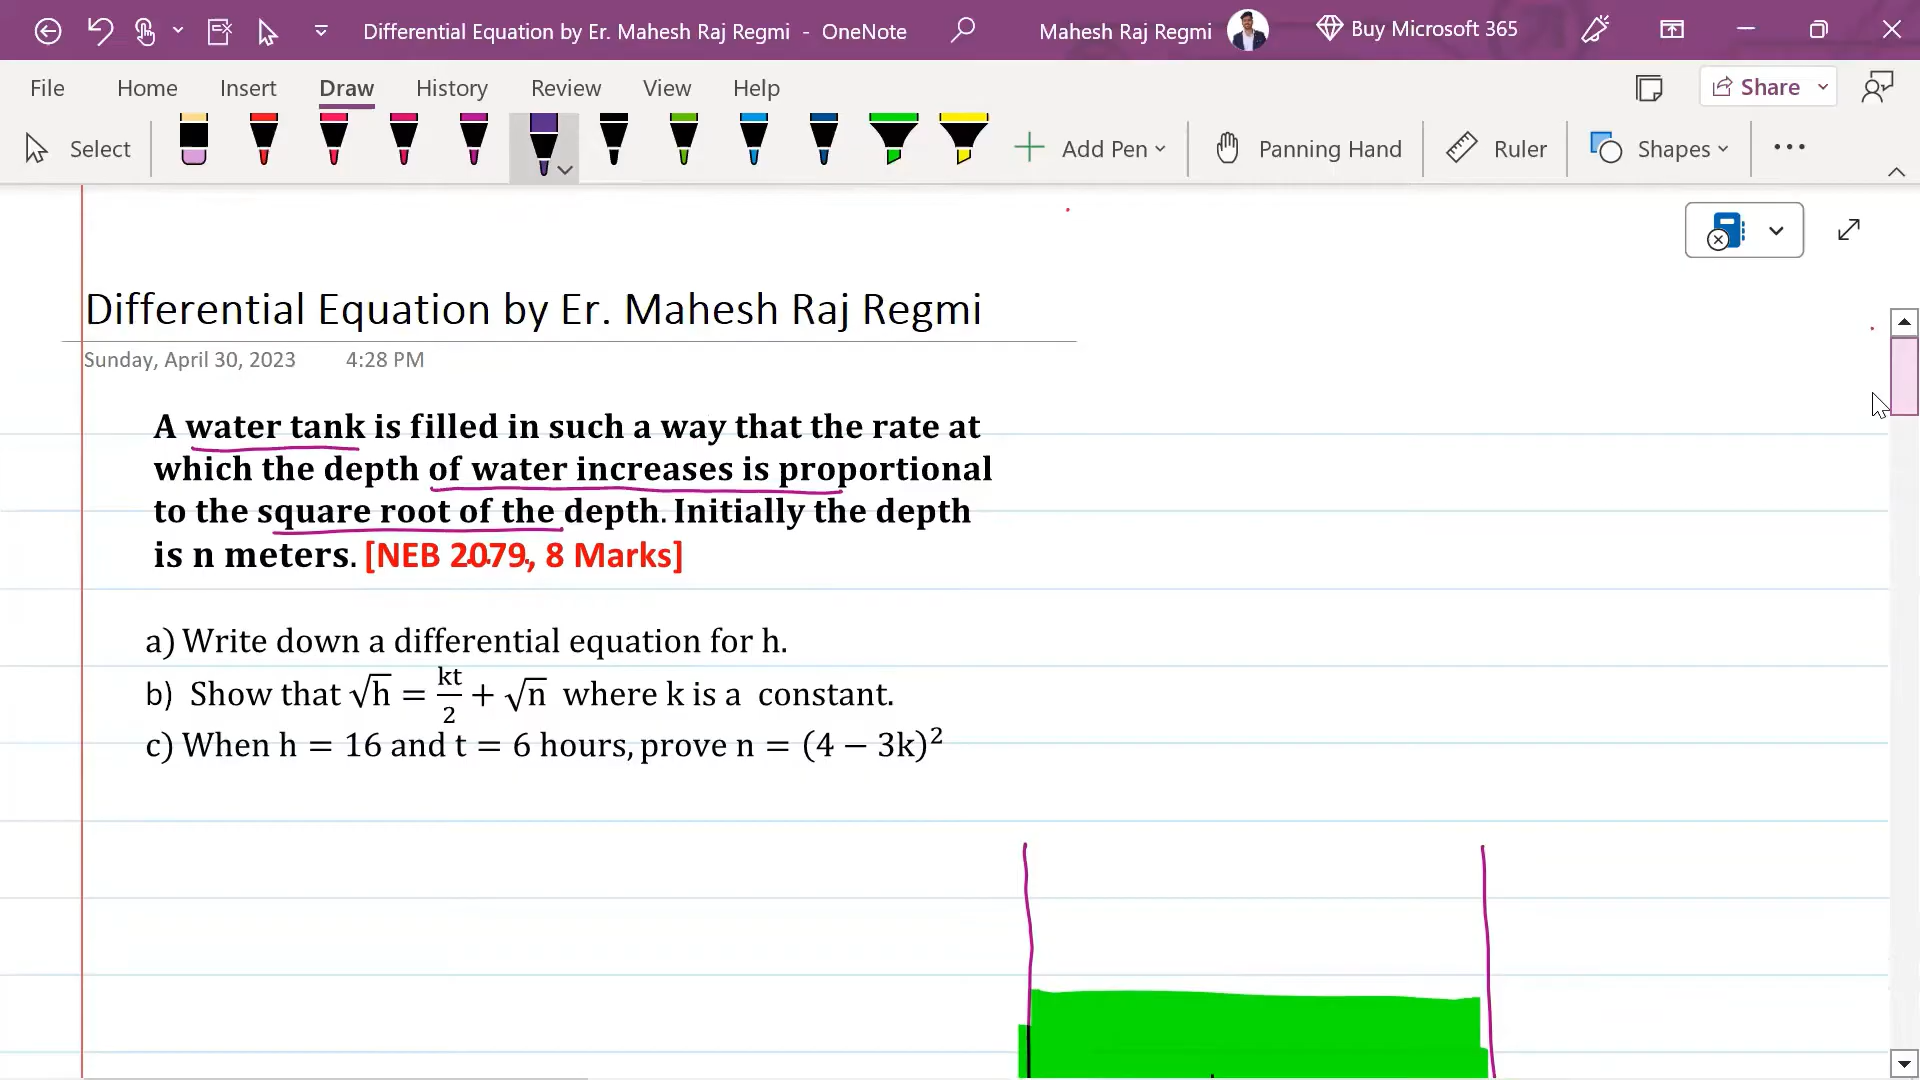 Differential Equation by Er. Mahesh Raj Regmi - OneNote
Mahesh Raj Regmi
Buy Microsoft 365
File Home Insert Draw History Review View Help
Share
Select
Add Pen
Panning Hand
Ruler
Shapes
Differential Equation by Er. Mahesh Raj Regmi
Sunday, April 30, 2023 4:28 PM
A water tank is filled in such a way that the rate at
which the depth of water increases is proportional
to the square root of the depth. Initially the depth
is n meters. [NEB 2079, 8 Marks]
a) Write down a differential equation for h.
b) Show that √h = kt/2 + √n where k is a constant.
c) When h = 16 and t = 6 hours, prove n = (4 − 3k)²